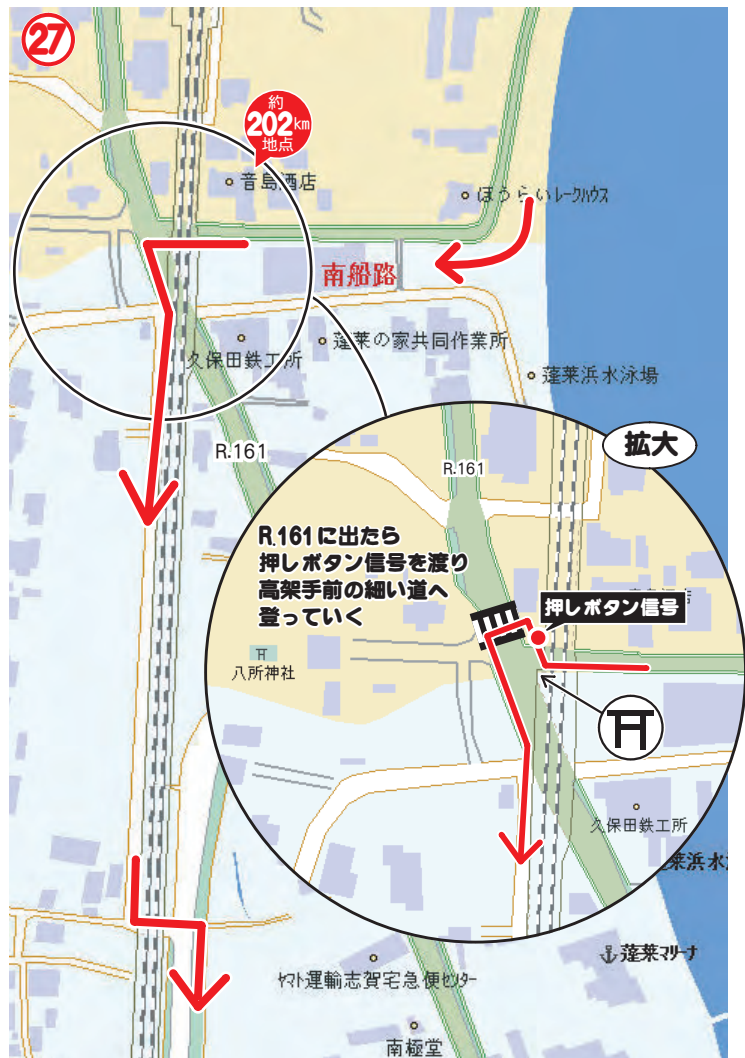 27
約
202km
地点
音島酒店
ほうらいレークハウス
南船路
久保田鉄工所
蓬莱の家共同作業所
蓬莱浜水泳場
R.161
拡大
R.161
R.161に出たら
押しボタン信号を渡り
高架手前の細い道へ
登っていく
押しボタン信号
八所神社
久保田鉄工所
蓬莱マリーナ
ヤマト運輸志賀宅急便センター
南極堂